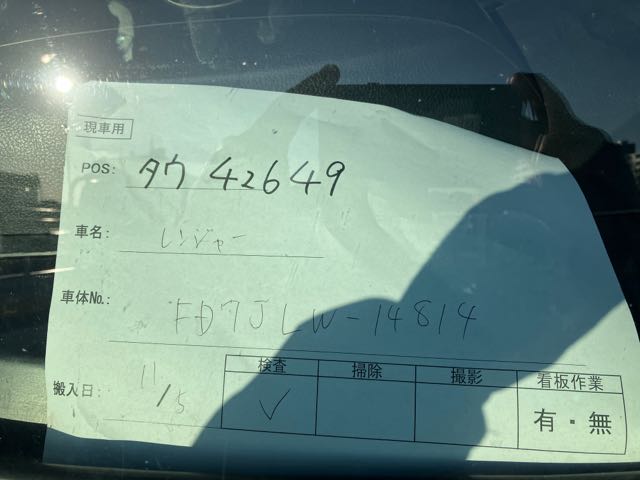 現車用
POS: タウ 42649
車名: レンジャー
車体No.: FD7JLW-14814
搬入日: 11/5
検査 掃除 撮影 看板作業
✓ 有・無